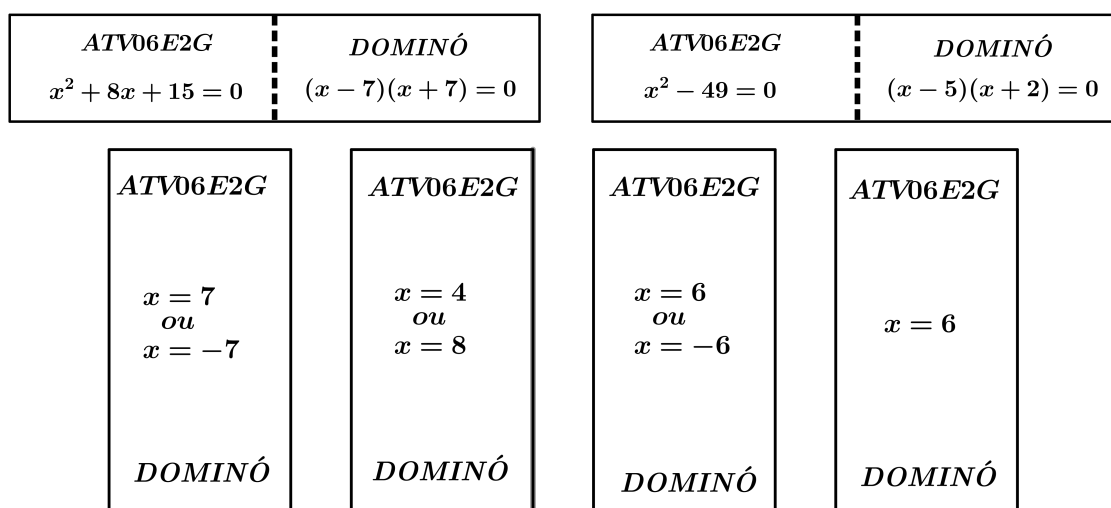 ATV06E2G
x² + 8x + 15 = 0
DOMINÓ
(x − 7)(x + 7) = 0
ATV06E2G
x² − 49 = 0
DOMINÓ
(x − 5)(x + 2) = 0
ATV06E2G
x = 7
ou
x = −7
DOMINÓ
ATV06E2G
x = 4
ou
x = 8
DOMINÓ
ATV06E2G
x = 6
ou
x = −6
DOMINÓ
ATV06E2G
x = 6
DOMINÓ